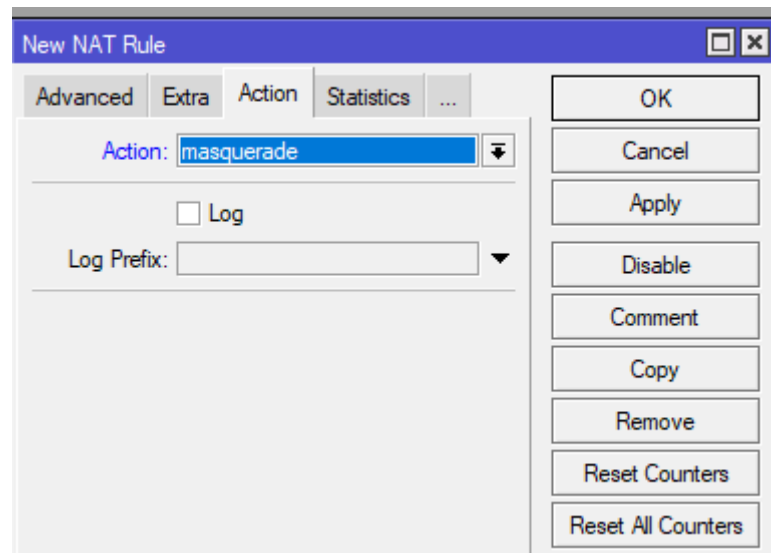 New NAT Rule
Advanced Extra Action Statistics ...
Action: masquerade
Log
Log Prefix:
OK
Cancel
Apply
Disable
Comment
Copy
Remove
Reset Counters
Reset All Counters